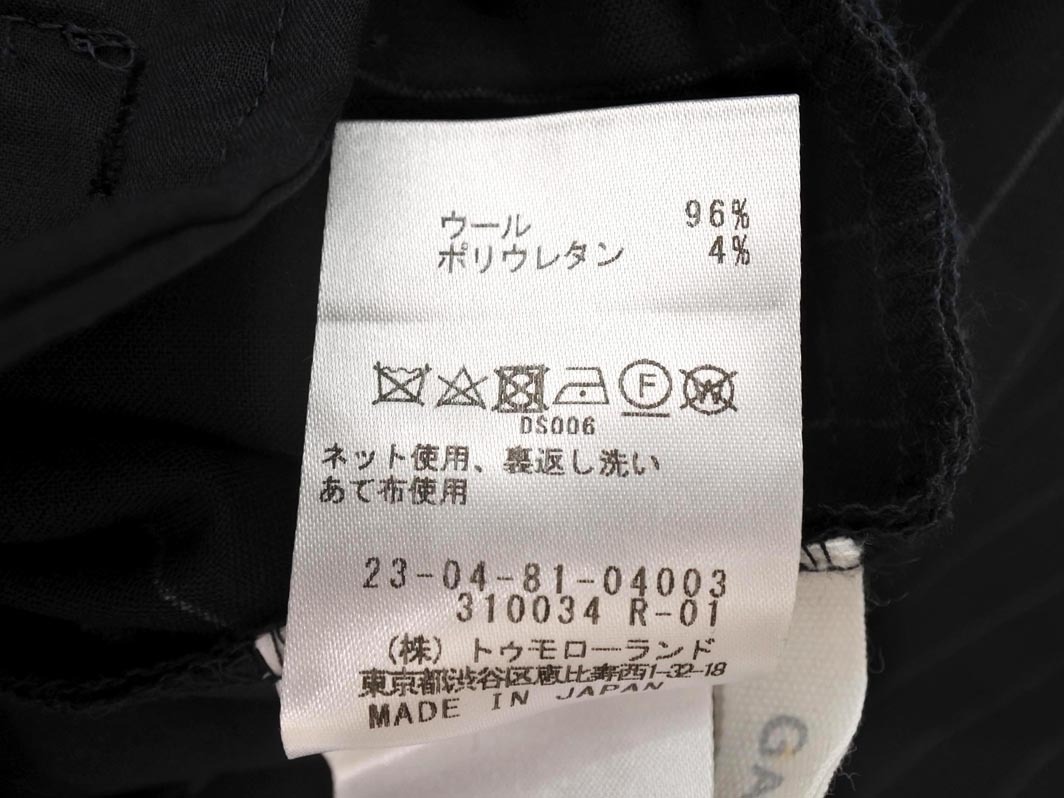 ウール 96%
ポリウレタン 4%
F W
DS006
ネット使用、裏返し洗い
あて布使用
23-04-81-04003
310034 R-01
(株)トゥモローランド
東京都渋谷区恵比寿西1-32-18
MADE IN JAPAN
GA